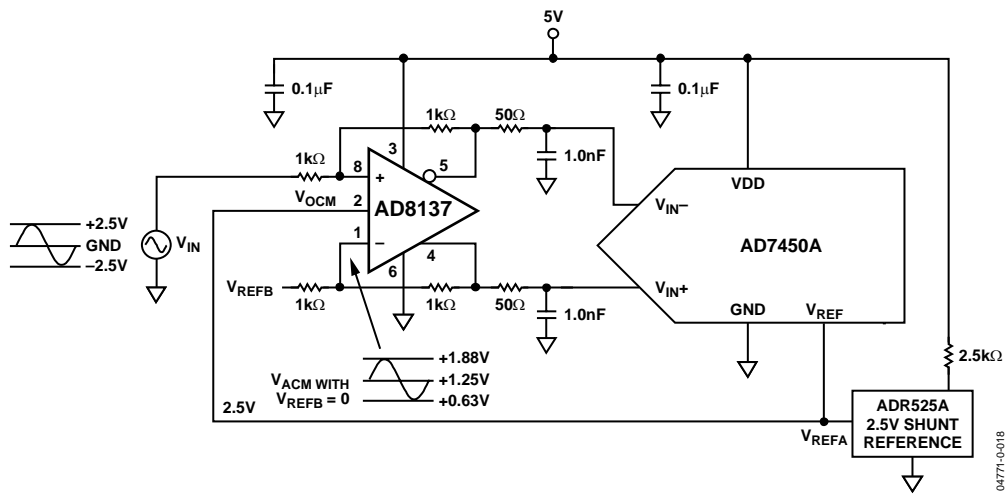 5V
0.1μF
0.1μF
1kΩ
50Ω
1.0nF
1kΩ
3
5
8
+
VOCM
2
AD8137
1
−
4
6
+2.5V
GND
−2.5V
VIN
VREFB
1kΩ
1kΩ
50Ω
1.0nF
VDD
VIN−
AD7450A
VIN+
GND
VREF
2.5kΩ
VACM WITH
VREFB = 0
+1.88V
+1.25V
+0.63V
2.5V
VREFA
ADR525A
2.5V SHUNT
REFERENCE
04771-0-018